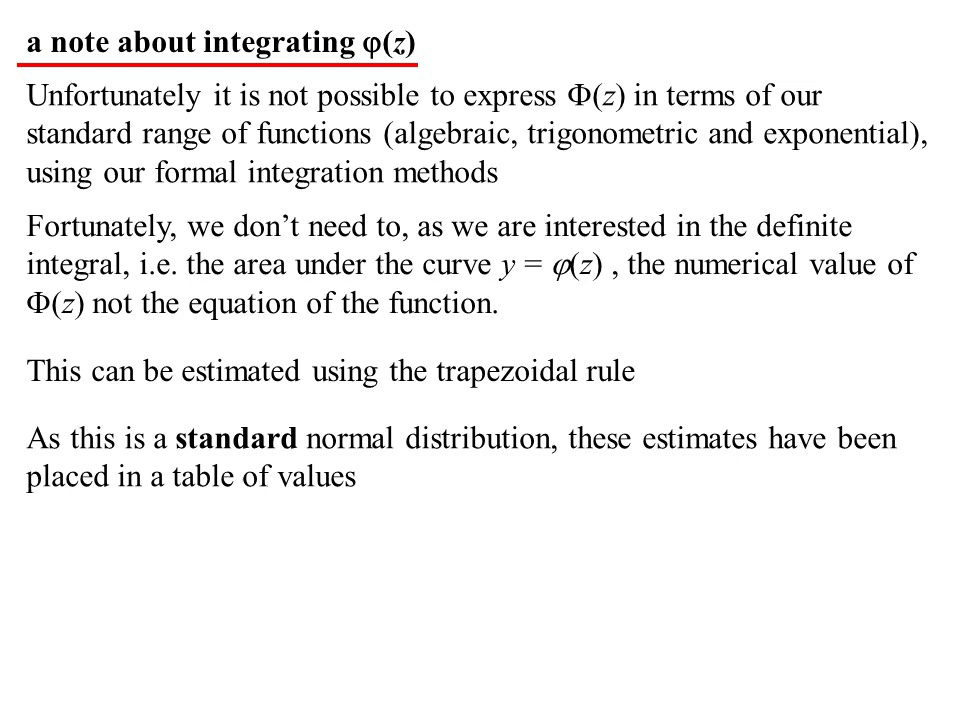 a note about integrating φ(z)
Unfortunately it is not possible to express Φ(z) in terms of our
standard range of functions (algebraic, trigonometric and exponential),
using our formal integration methods
Fortunately, we don’t need to, as we are interested in the definite
integral, i.e. the area under the curve y = φ(z) , the numerical value of
Φ(z) not the equation of the function.
This can be estimated using the trapezoidal rule
As this is a standard normal distribution, these estimates have been
placed in a table of values